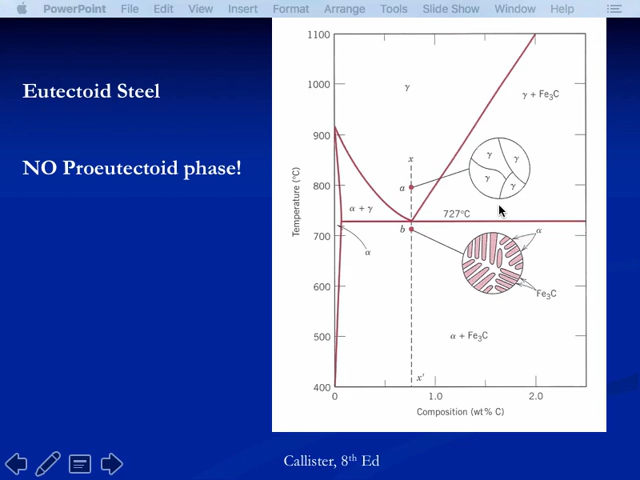 PowerPoint File Edit View Insert Format Arrange Tools Slide Show Window Help
Eutectoid Steel
NO Proeutectoid phase!
1100
1000
900
800
700
600
500
400
Temperature (°C)
γ
γ + Fe₃C
x
γ γ
γ γ
a
α + γ
727°C
b
α
α
Fe₃C
α + Fe₃C
x′
0 1.0 2.0
Composition (wt% C)
Callister, 8th Ed